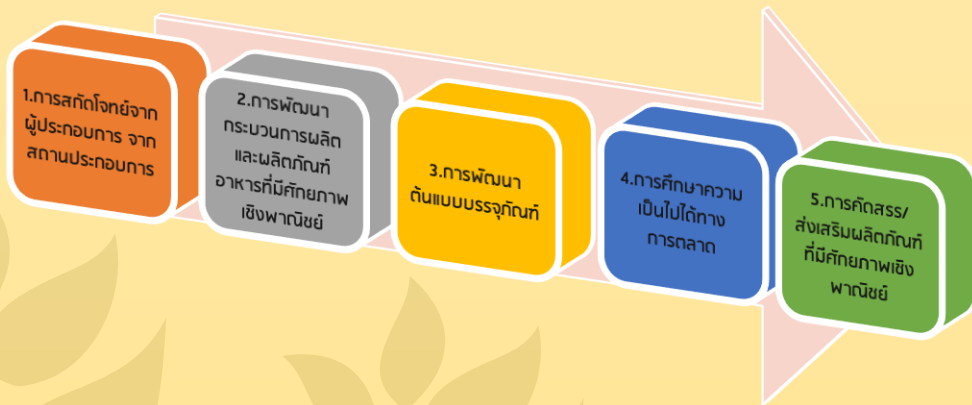 1.การสกัดโจทย์จาก
ผู้ประกอบการ จาก
สถานประกอบการ
2.การพัฒนา
กระบวนการผลิต
และผลิตภัณฑ์
อาหารที่มีศักยภาพ
เชิงพาณิชย์
3.การพัฒนา
ต้นแบบบรรจุภัณฑ์
4.การศึกษาความ
เป็นไปได้ทาง
การตลาด
5.การคัดสรร/
ส่งเสริมผลิตภัณฑ์
ที่มีศักยภาพเชิง
พาณิชย์